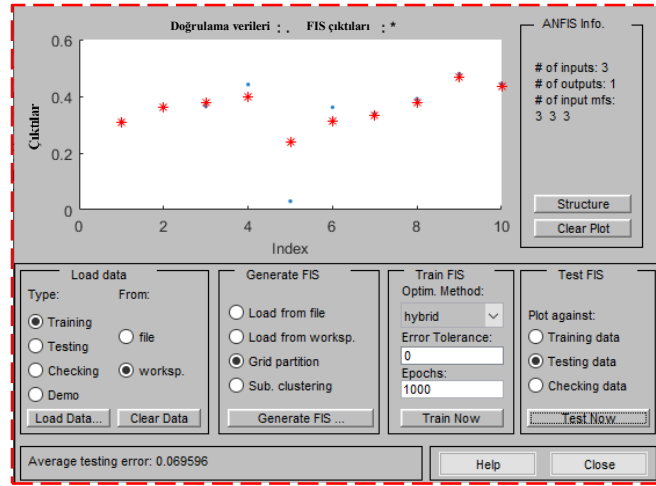 Doğrulama verileri : .   FIS çıktıları : *
Çıktılar
0.6
0.4
0.2
0
0 2 4 6 8 10
Index
ANFIS Info.
# of inputs: 3
# of outputs: 1
# of input mfs:
3 3 3
Structure
Clear Plot
Load data
Type: From:
Training
Testing
Checking
Demo
file
worksp.
Load Data... Clear Data
Generate FIS
Load from file
Load from worksp.
Grid partition
Sub. clustering
Generate FIS ...
Train FIS
Optim. Method:
hybrid
Error Tolerance:
0
Epochs:
1000
Train Now
Test FIS
Plot against:
Training data
Testing data
Checking data
Test Now
Average testing error: 0.069596
Help Close